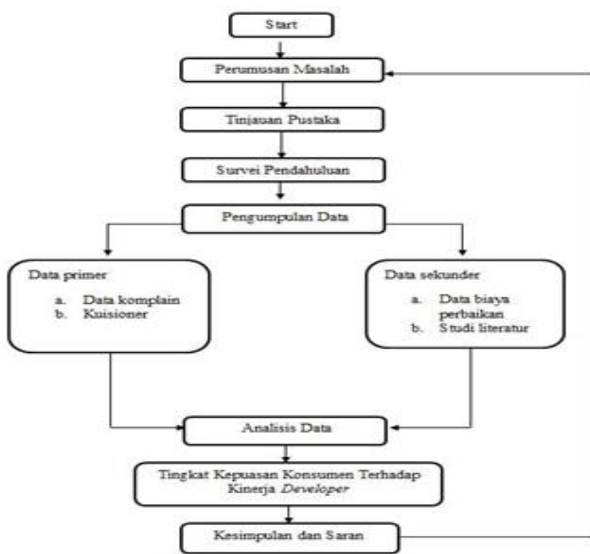 Start
Perumusan Masalah
Tinjauan Pustaka
Survei Pendahuluan
Pengumpulan Data
Data primer
a. Data komplain
b. Kuisioner
Data sekunder
a. Data biaya
perbaikan
b. Studi literatur
Analisis Data
Tingkat Kepuasan Konsumen Terhadap
Kinerja Developer
Kesimpulan dan Saran